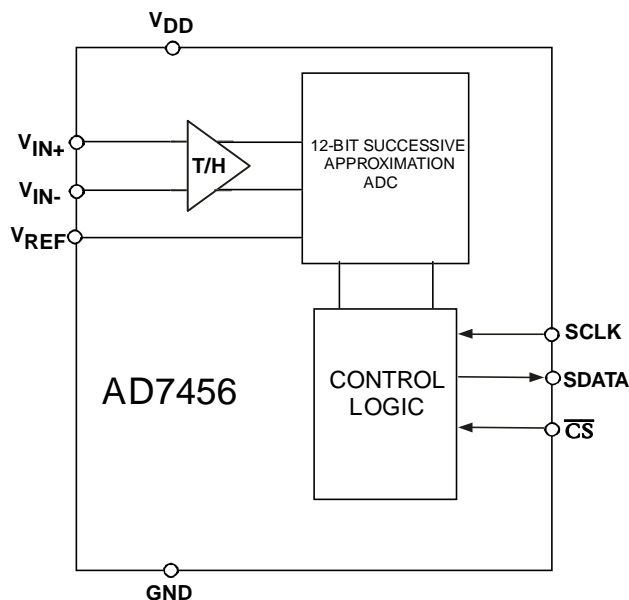 VDD
VIN+
VIN-
VREF
T/H
12-BIT SUCCESSIVE
APPROXIMATION
ADC
SCLK
SDATA
CS
CONTROL
LOGIC
AD7456
GND